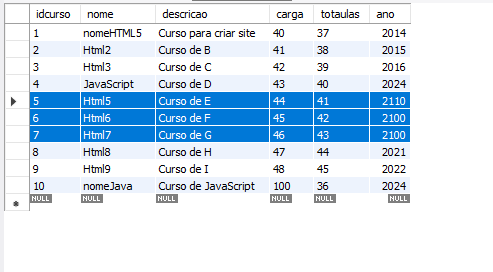 idcurso nome descricao carga totaulas ano
1 nomeHTML5 Curso para criar site 40 37 2014
2 Html2 Curso de B 41 38 2015
3 Html3 Curso de C 42 39 2016
4 JavaScript Curso de D 43 40 2024
5 Html5 Curso de E 44 41 2110
6 Html6 Curso de F 45 42 2100
7 Html7 Curso de G 46 43 2100
8 Html8 Curso de H 47 44 2021
9 Html9 Curso de I 48 45 2022
10 nomeJava Curso de JavaScript 100 36 2024
NULL NULL NULL NULL NULL NULL